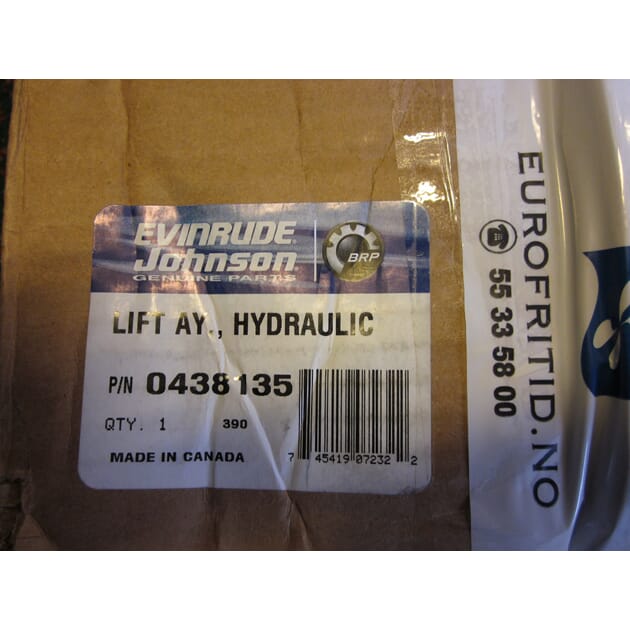 EVINRUDE
Johnson
GENUINE PARTS
BRP
LIFT AY., HYDRAULIC
P/N 0438135
QTY. 1 390
MADE IN CANADA
7 45419 07232 2
EUROFRITID.NO
55 33 58 00